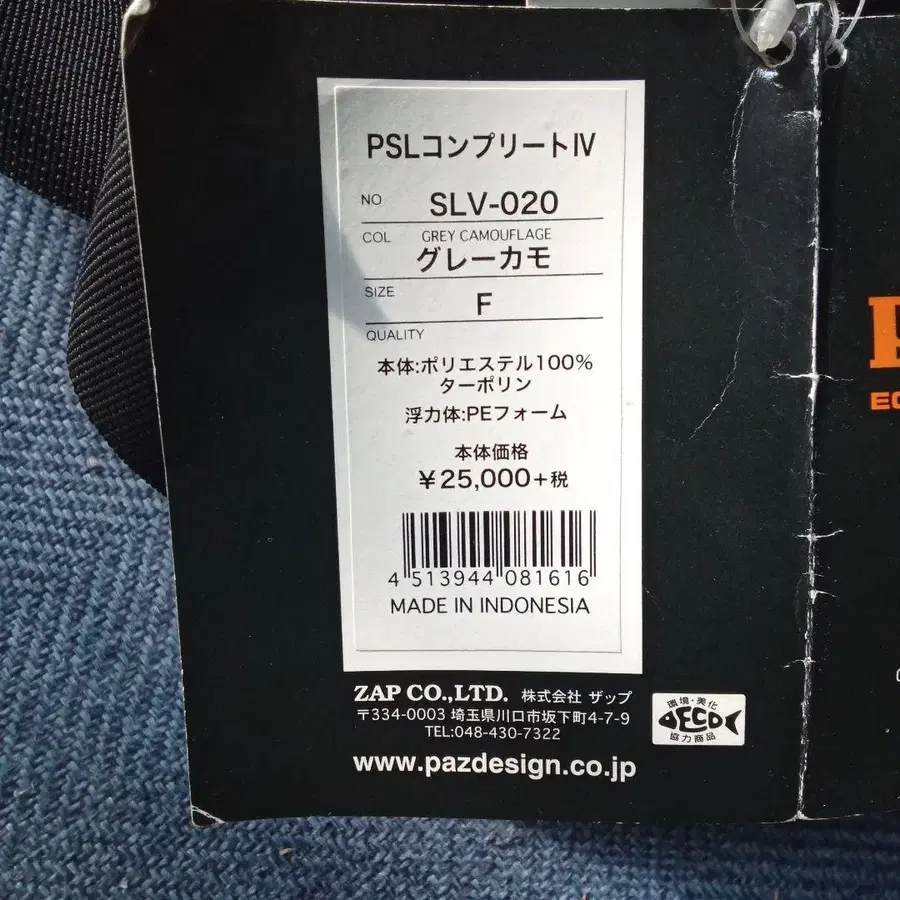 PSLコンプリートⅣ
NO SLV-020
COL GREY CAMOUFLAGE
グレーカモ
SIZE F
QUALITY
本体:ポリエステル100%
ターポリン
浮力体:PEフォーム
本体価格
¥25,000+税
4 513944 081616
MADE IN INDONESIA
ZAP CO.,LTD. 株式会社 ザップ
〒334-0003 埼玉県川口市坂下町4-7-9
TEL:048-430-7322
www.pazdesign.co.jp
環境・美化
ECO
協力商品